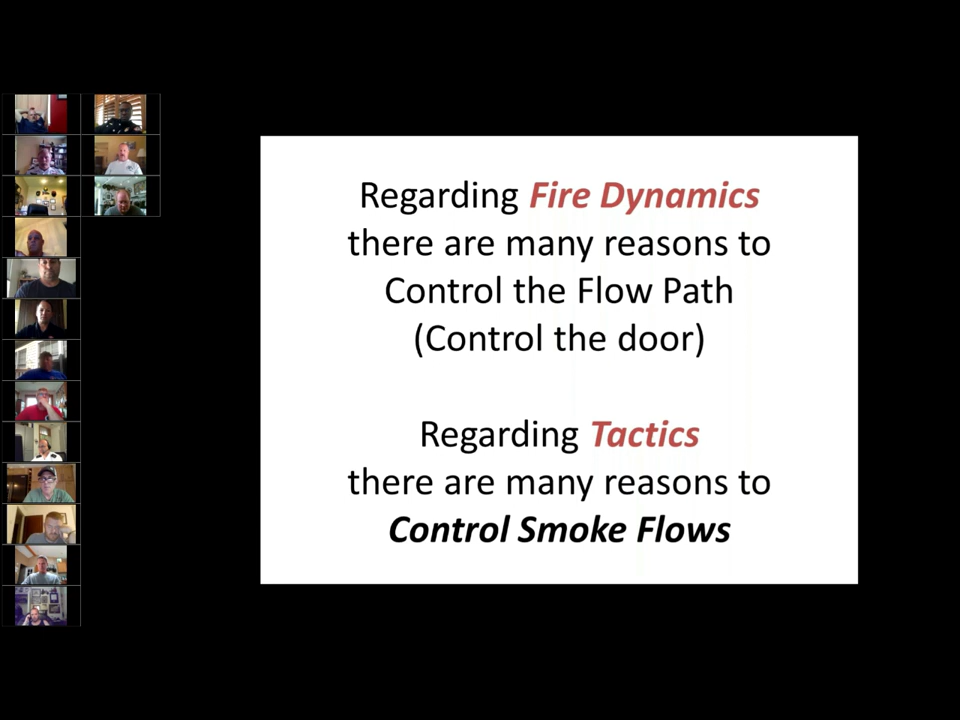 Regarding Fire Dynamics
there are many reasons to
Control the Flow Path
(Control the door)
Regarding Tactics
there are many reasons to
Control Smoke Flows